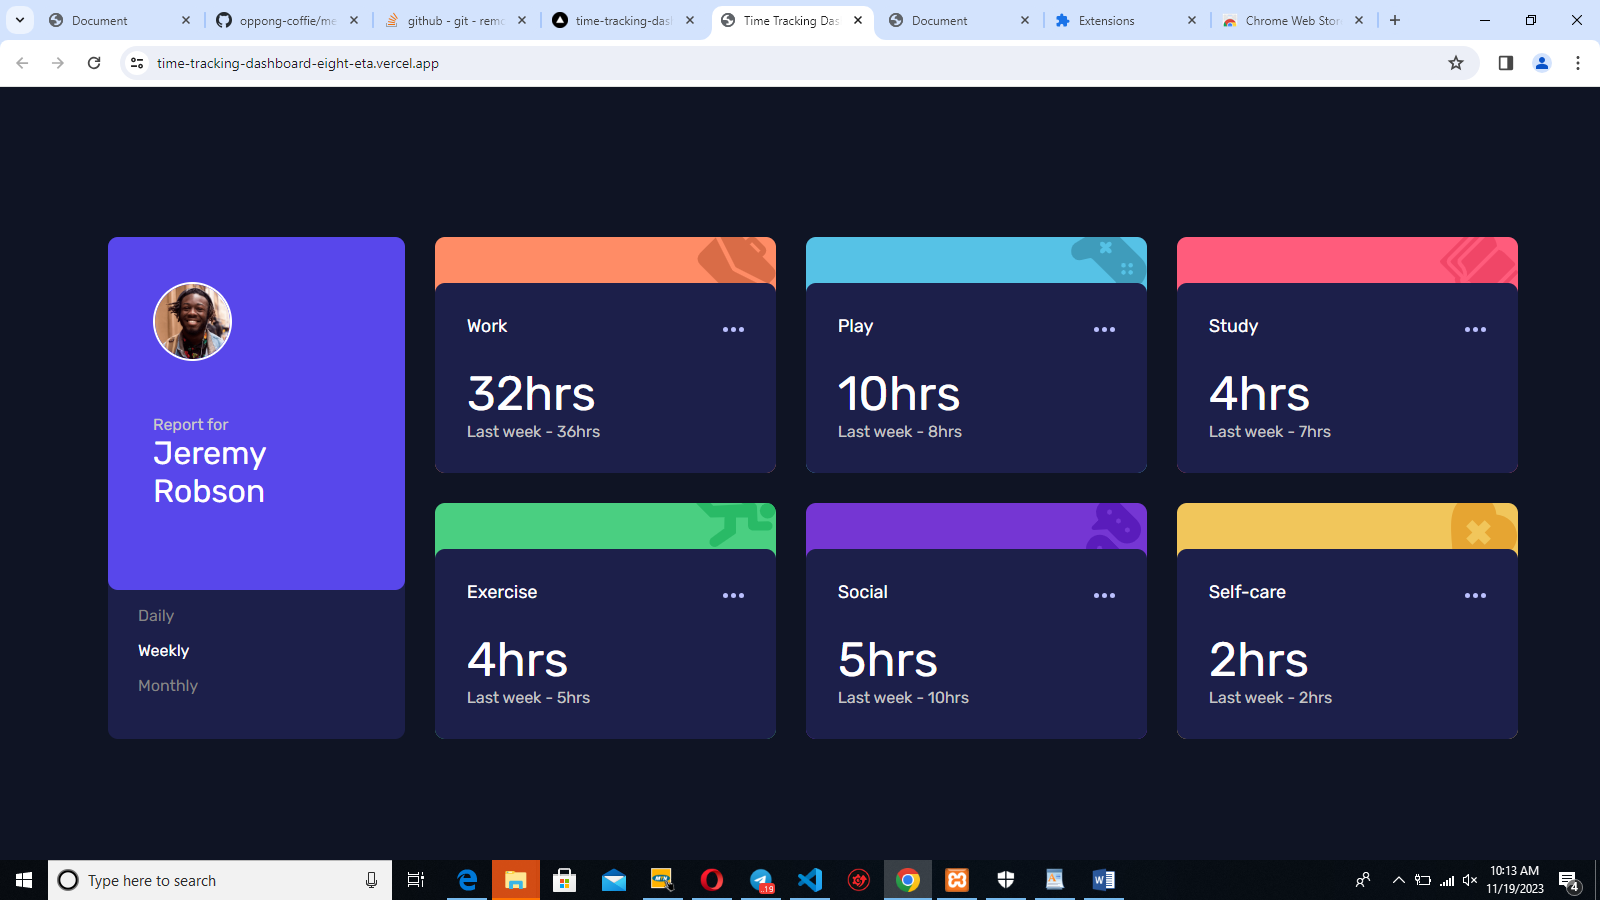 Document
oppong-coffie/me
github - git - remo
time-tracking-das
Time Tracking Das
Document
Extensions
Chrome Web Stor
time-tracking-dashboard-eight-eta.vercel.app
Report for
Jeremy
Robson
Daily
Weekly
Monthly
Work
32hrs
Last week - 36hrs
Play
10hrs
Last week - 8hrs
Study
4hrs
Last week - 7hrs
Exercise
4hrs
Last week - 5hrs
Social
5hrs
Last week - 10hrs
Self-care
2hrs
Last week - 2hrs
Type here to search
MTN
19
10:13 AM
11/19/2023
4